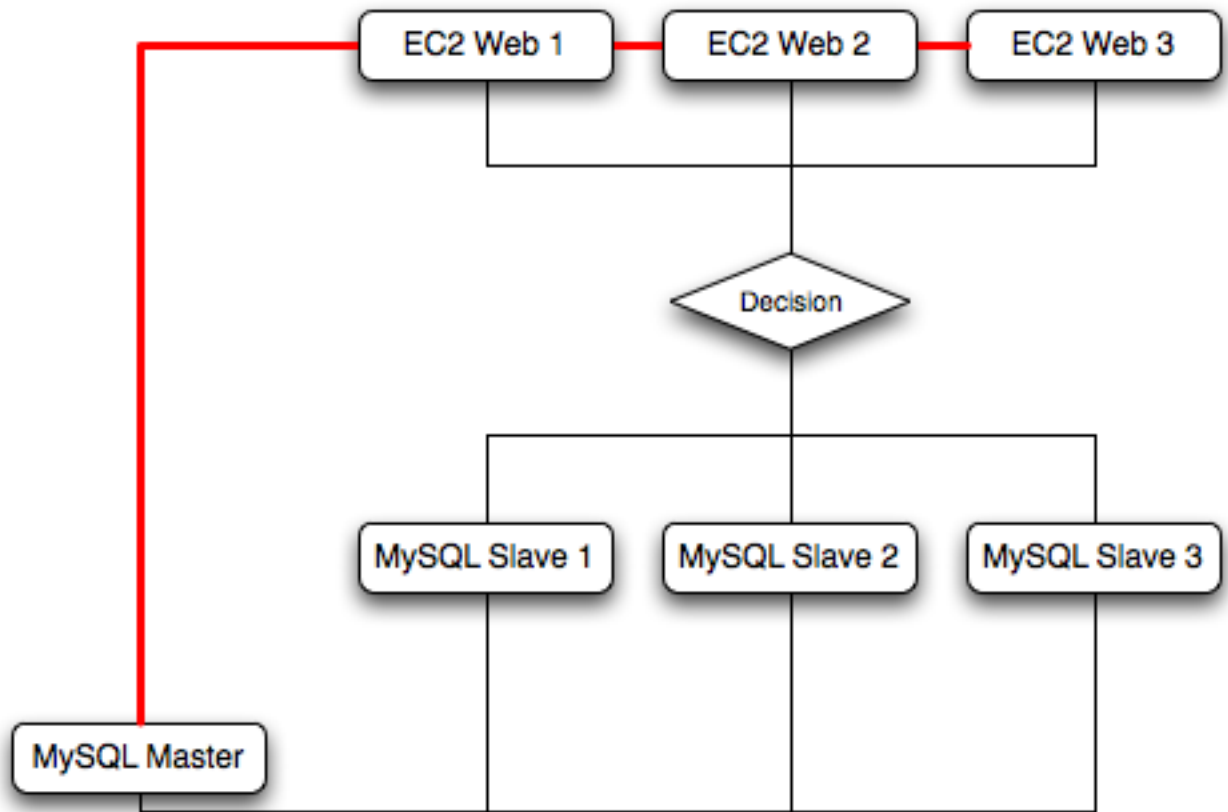 EC2 Web 1
EC2 Web 2
EC2 Web 3
Decision
MySQL Slave 1
MySQL Slave 2
MySQL Slave 3
MySQL Master